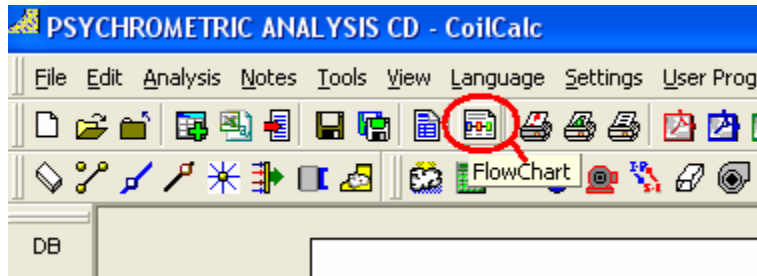 PSYCHROMETRIC ANALYSIS CD - CoilCalc
File Edit Analysis Notes Tools View Language Settings User Prog
FlowChart
I-P
S-I
DB